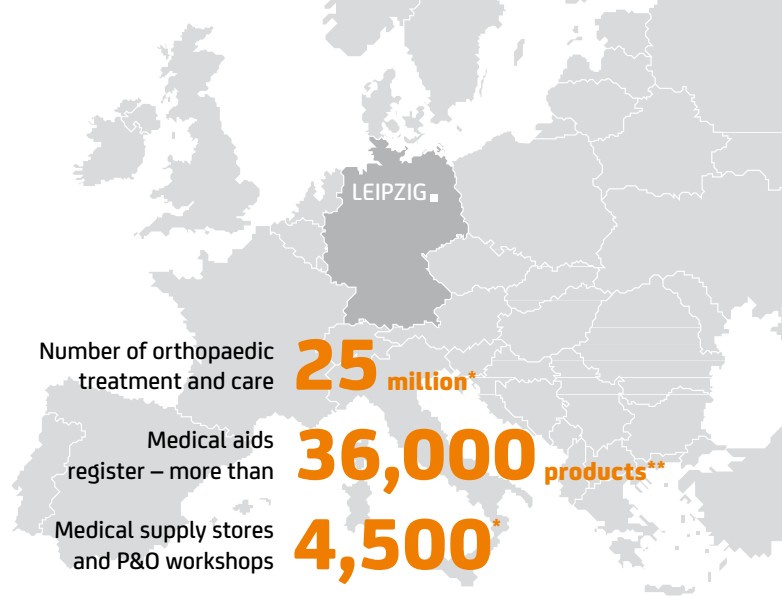 LEIPZIG
Number of orthopaedic
treatment and care
25 million*
Medical aids
register – more than
36,000 products**
Medical supply stores
and P&O workshops
4,500*